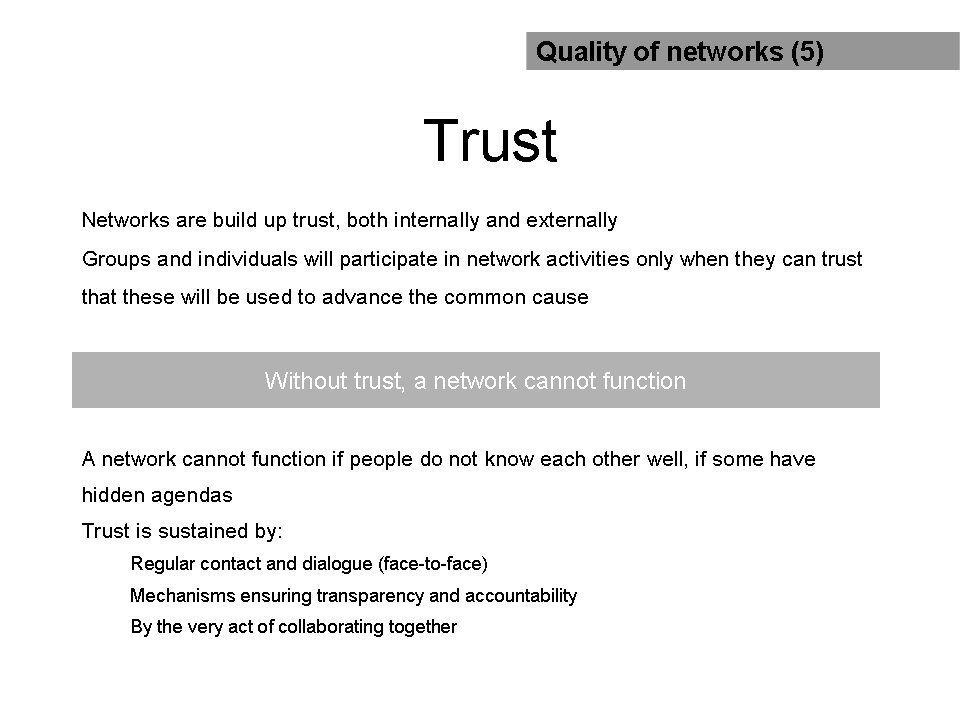 Quality of networks (5)
Trust
Networks are build up trust, both internally and externally
Groups and individuals will participate in network activities only when they can trust
that these will be used to advance the common cause
Without trust, a network cannot function
A network cannot function if people do not know each other well, if some have
hidden agendas
Trust is sustained by:
Regular contact and dialogue (face-to-face)
Mechanisms ensuring transparency and accountability
By the very act of collaborating together